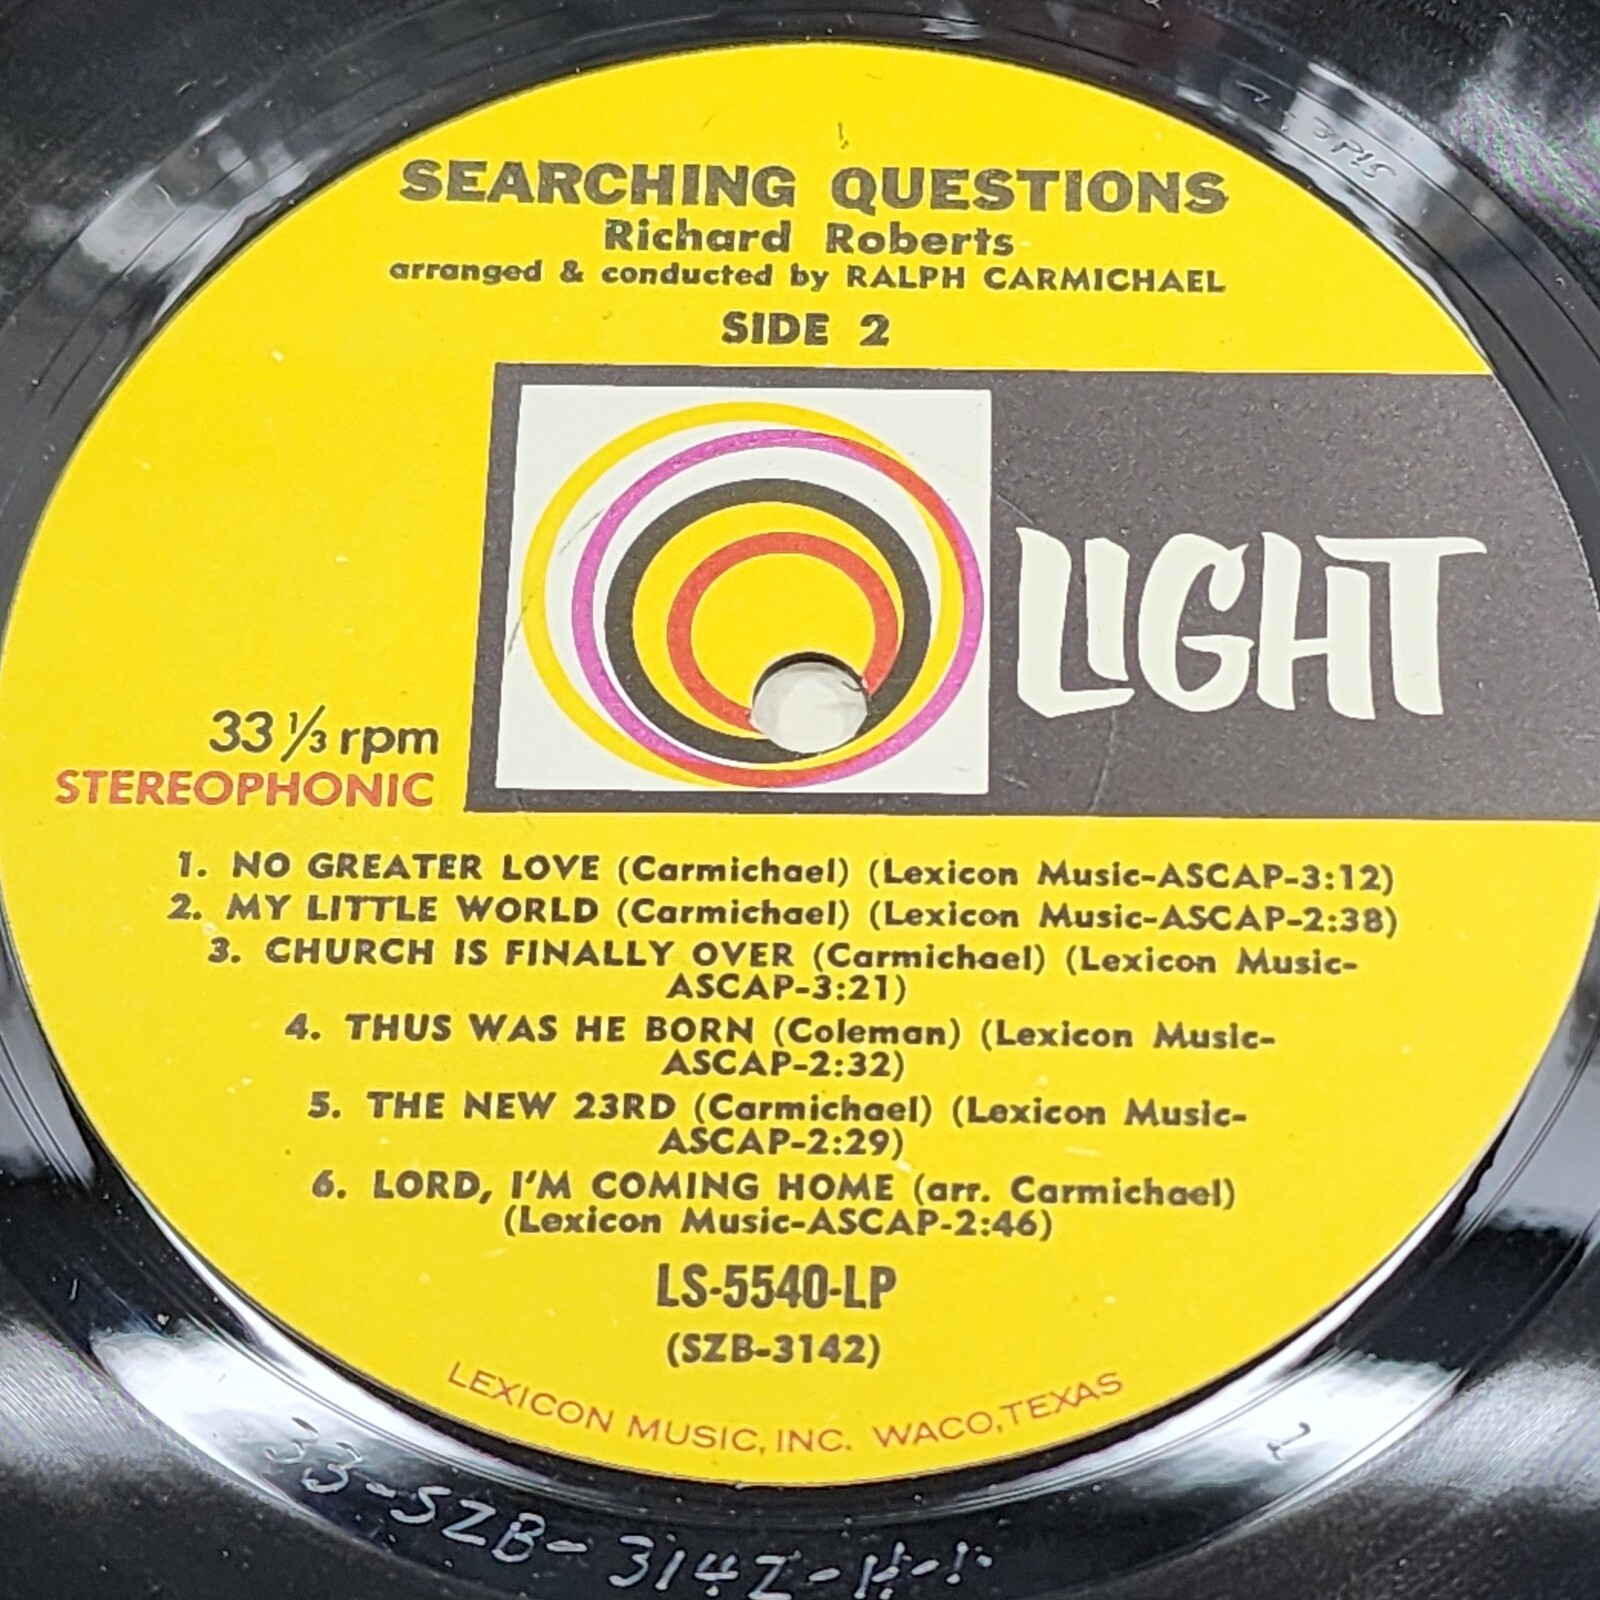 SEARCHING QUESTIONS
Richard Roberts
arranged & conducted by RALPH CARMICHAEL
SIDE 2
LIGHT
33 ⅓ rpm
STEREOPHONIC
1. NO GREATER LOVE (Carmichael) (Lexicon Music-ASCAP-3:12)
2. MY LITTLE WORLD (Carmichael) (Lexicon Music-ASCAP-2:38)
3. CHURCH IS FINALLY OVER (Carmichael) (Lexicon Music-
ASCAP-3:21)
4. THUS WAS HE BORN (Coleman) (Lexicon Music-
ASCAP-2:32)
5. THE NEW 23RD (Carmichael) (Lexicon Music-
ASCAP-2:29)
6. LORD, I'M COMING HOME (arr. Carmichael)
(Lexicon Music-ASCAP-2:46)
LS-5540-LP
(SZB-3142)
LEXICON MUSIC, INC. WACO, TEXAS
33-SZB-3142-
1